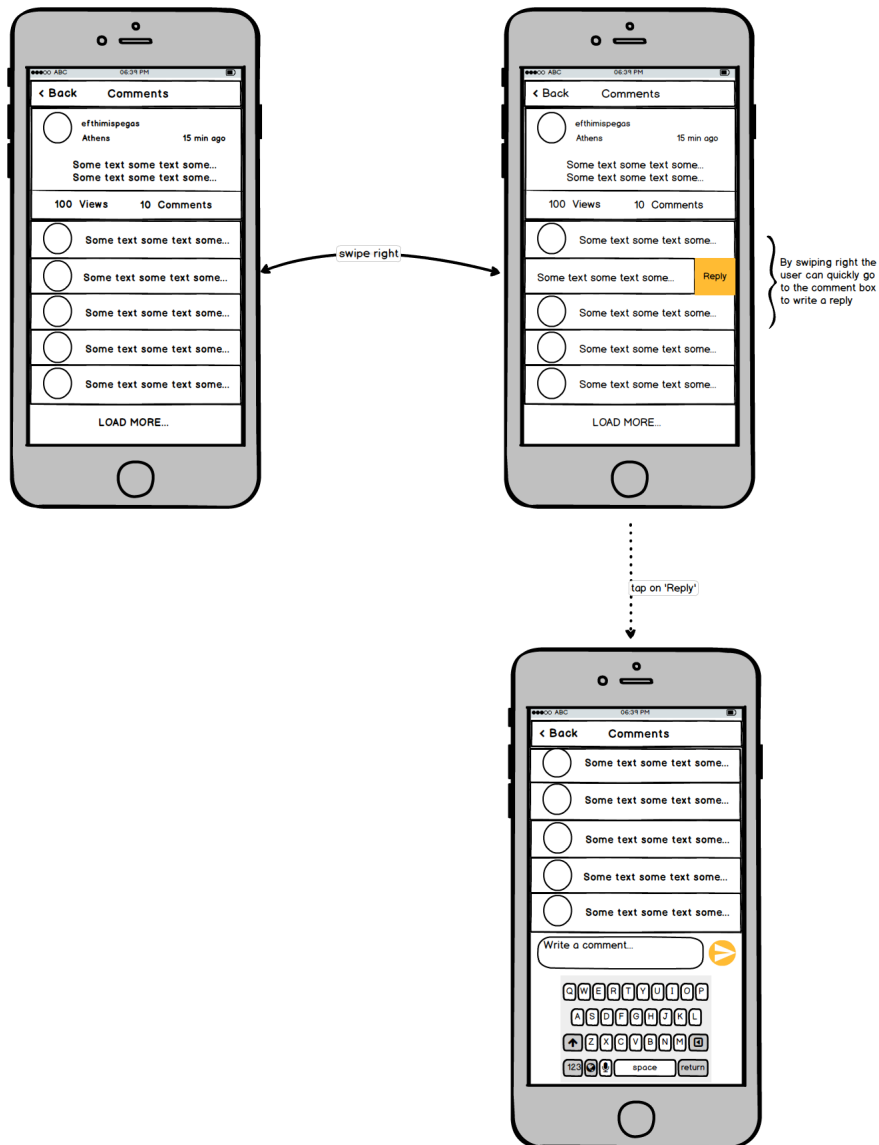 ABC 06:39 PM
< Back Comments
efthimispegas
Athens 15 min ago
Some text some text some...
Some text some text some...
100 Views 10 Comments
Some text some text some...
Some text some text some...
Some text some text some...
Some text some text some...
Some text some text some...
LOAD MORE...
swipe right
ABC 06:39 PM
< Back Comments
efthimispegas
Athens 15 min ago
Some text some text some...
Some text some text some...
100 Views 10 Comments
Some text some text some...
Some text some text some... Reply
Some text some text some...
Some text some text some...
Some text some text some...
LOAD MORE...
By swiping right the
user can quickly go
to the comment box
to write a reply
tap on 'Reply'
ABC 06:39 PM
< Back Comments
Some text some text some...
Some text some text some...
Some text some text some...
Some text some text some...
Some text some text some...
Write a comment...
Q W E R T Y U I O P
A S D F G H J K L
Z X C V B N M
123 space return